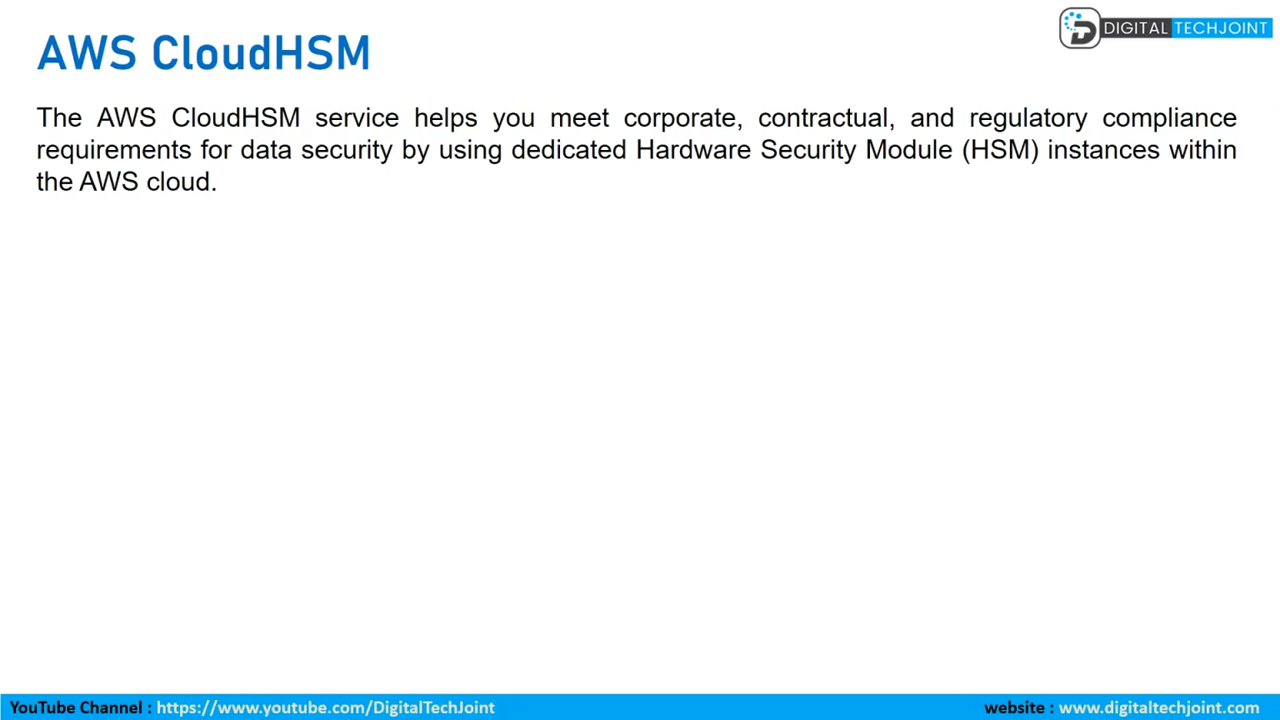 AWS CloudHSM
DIGITAL TECHJOINT
The AWS CloudHSM service helps you meet corporate, contractual, and regulatory compliance
requirements for data security by using dedicated Hardware Security Module (HSM) instances within
the AWS cloud.
YouTube Channel : https://www.youtube.com/DigitalTechJoint
website : www.digitaltechjoint.com